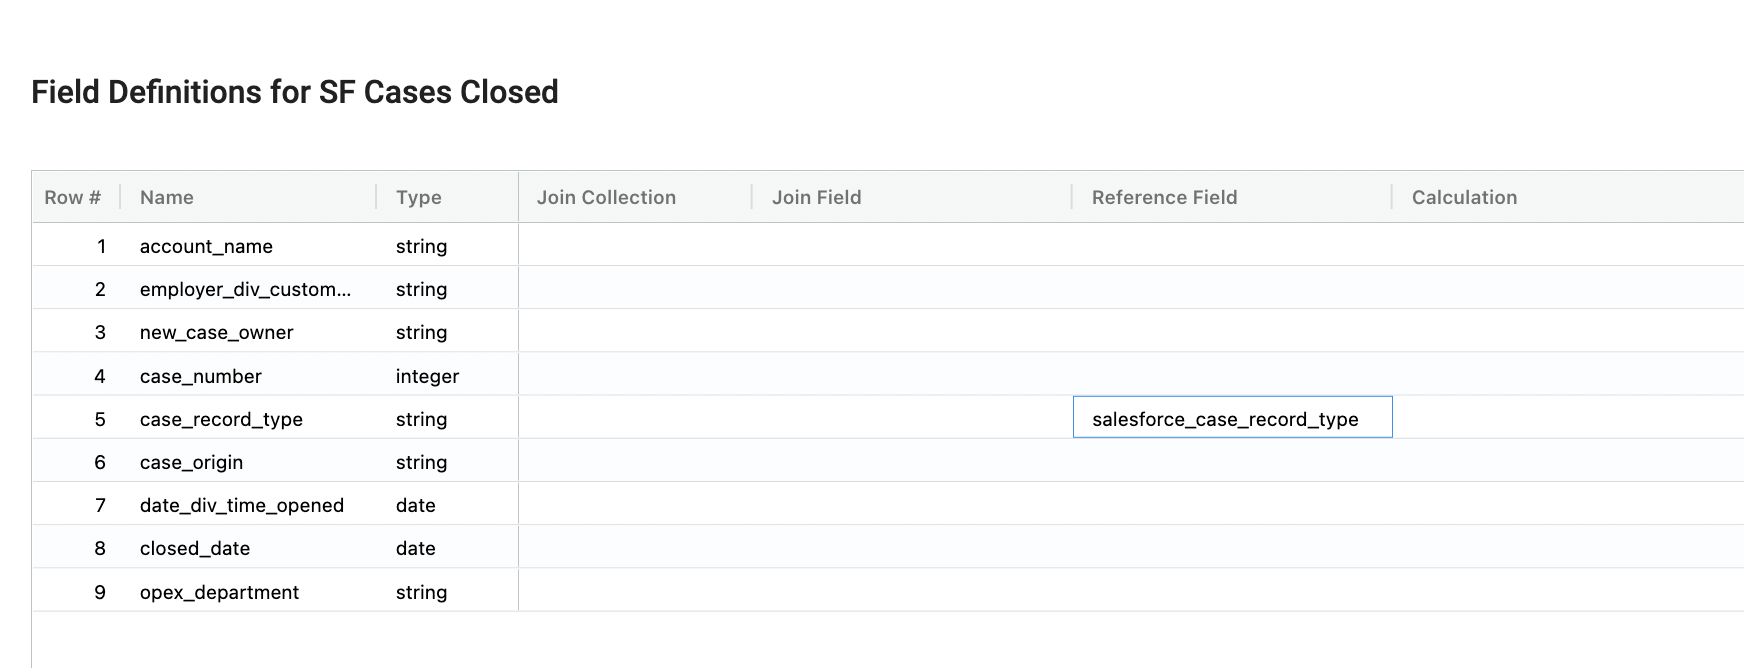 Field Definitions for SF Cases Closed
Row # Name Type Join Collection Join Field Reference Field Calculation
1 account_name string
2 employer_div_custom... string
3 new_case_owner string
4 case_number integer
5 case_record_type string salesforce_case_record_type
6 case_origin string
7 date_div_time_opened date
8 closed_date date
9 opex_department string